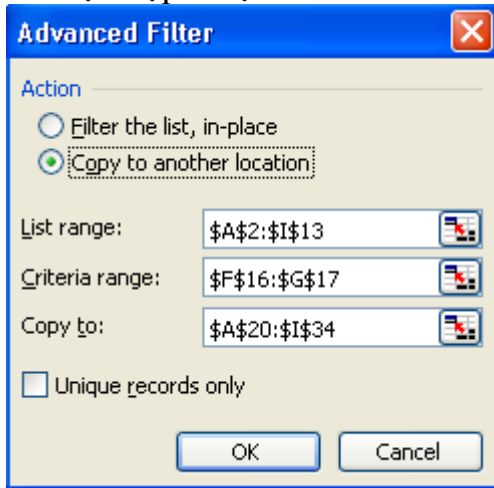 Advanced Filter
Action
Filter the list, in-place
Copy to another location
List range: $A$2:$I$13
Criteria range: $F$16:$G$17
Copy to: $A$20:$I$34
Unique records only
OK Cancel